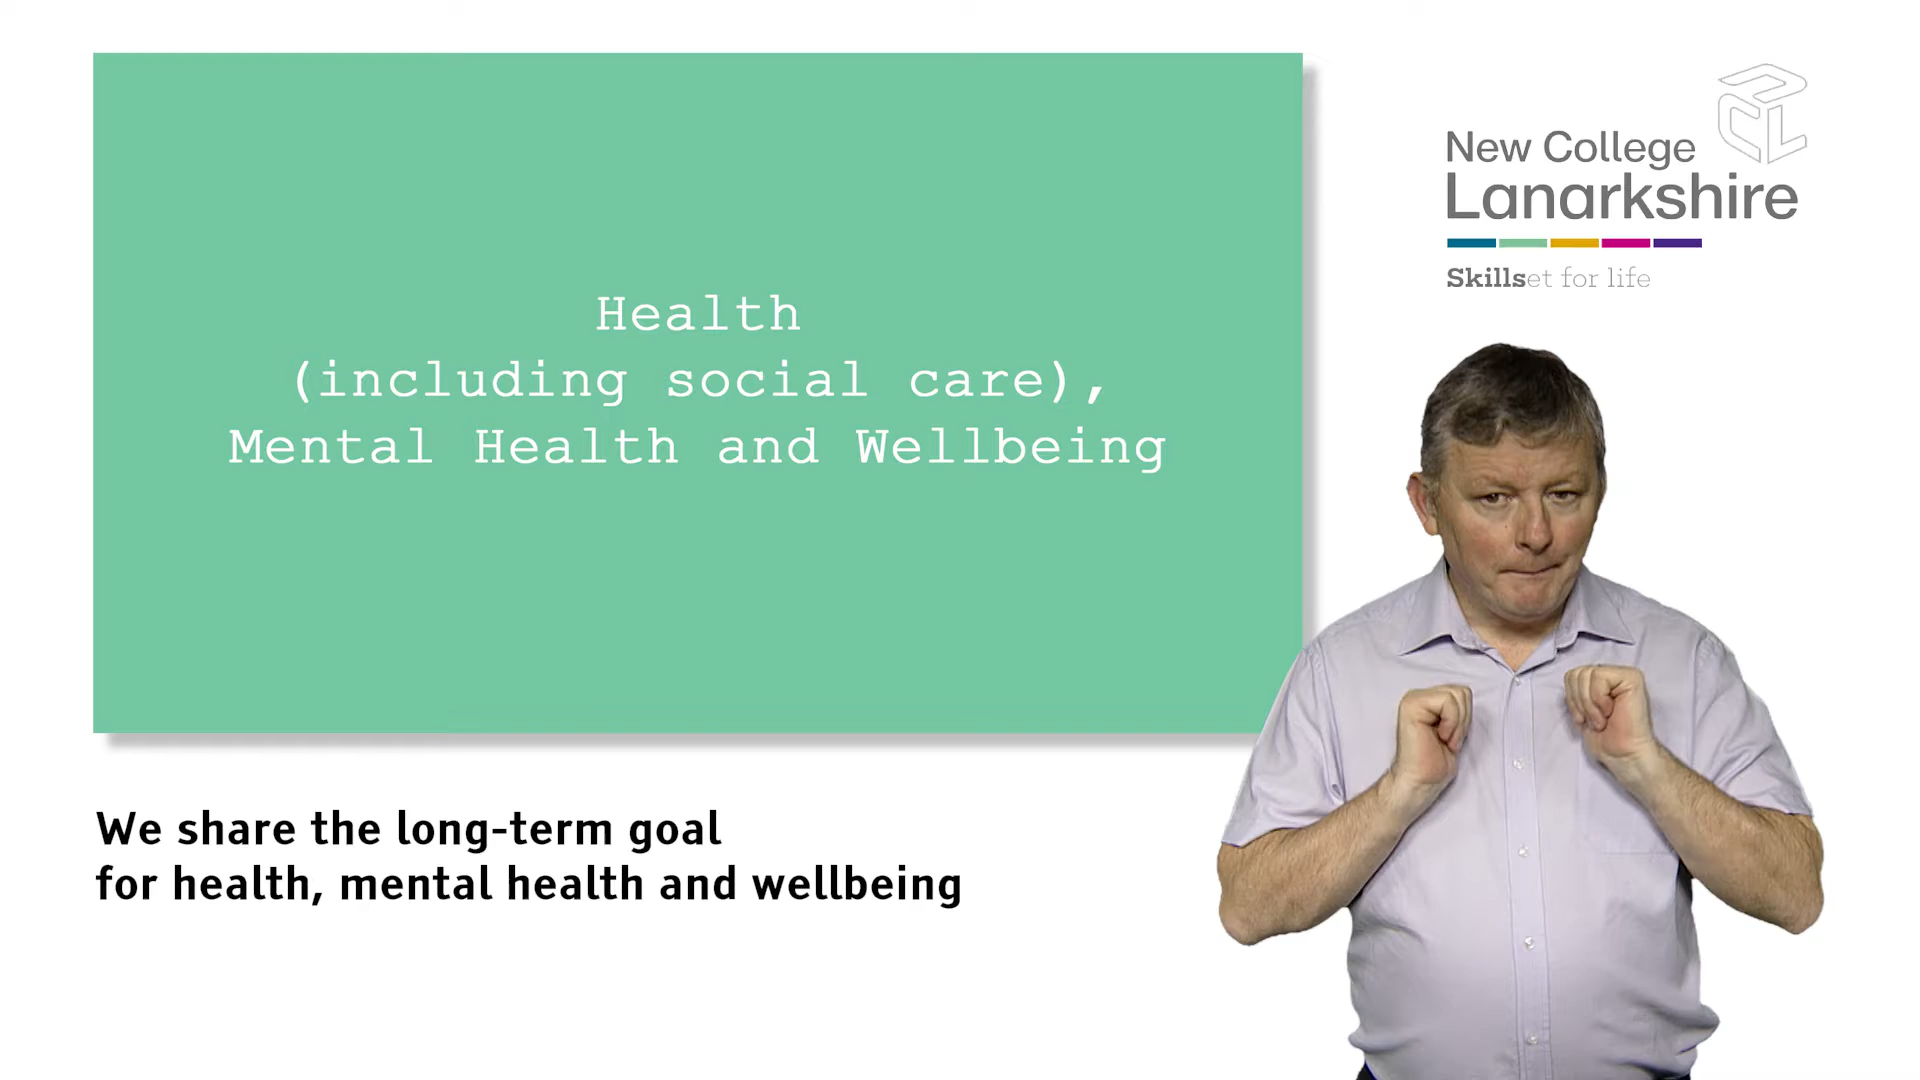 Health
(including social care),
Mental Health and Wellbeing
NCL
New College
Lanarkshire
Skillset for life
We share the long-term goal
for health, mental health and wellbeing